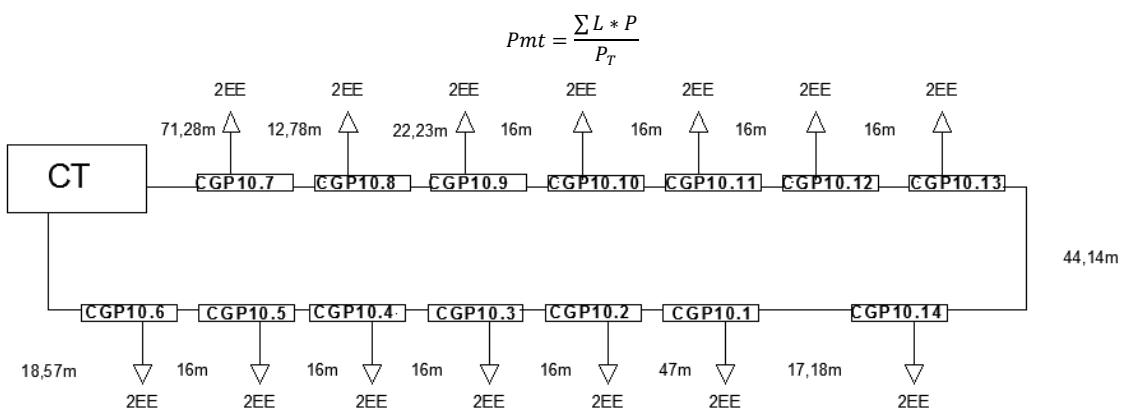 Pmt = ∑ L * P / P_T
2EE 2EE 2EE 2EE 2EE 2EE 2EE
71,28m 12,78m 22,23m 16m 16m 16m 16m
CT
CGP10.7 CGP10.8 CGP10.9 CGP10.10 CGP10.11 CGP10.12 CGP10.13
44,14m
CGP10.6 CGP10.5 CGP10.4 CGP10.3 CGP10.2 CGP10.1 CGP10.14
18,57m 16m 16m 16m 16m 47m 17,18m
2EE 2EE 2EE 2EE 2EE 2EE 2EE